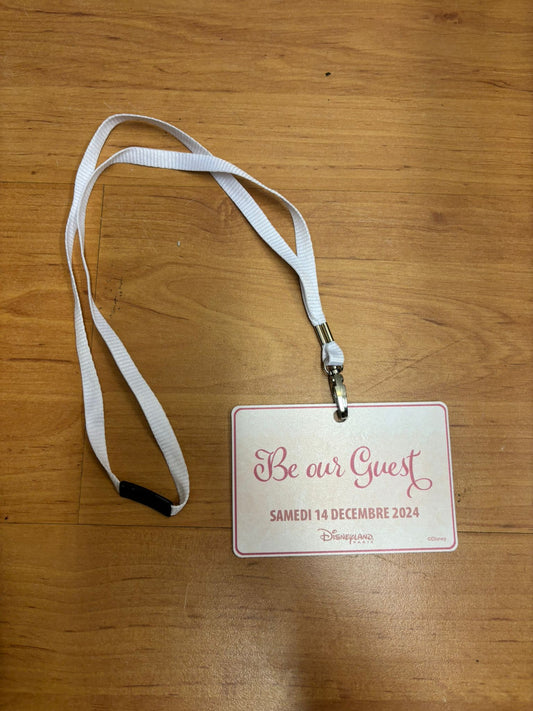 Be our Guest
SAMEDI 14 DECEMBRE 2024
Disneyland
PARIS
©Disney